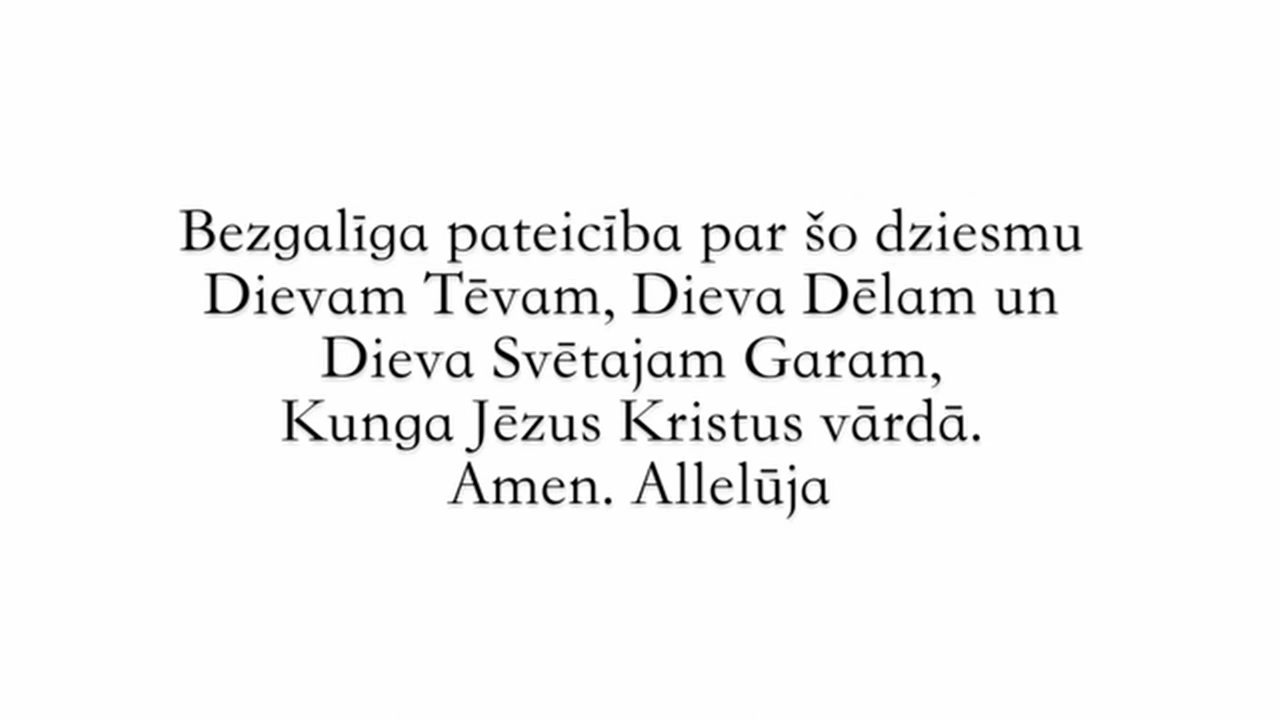 Bezgalīga pateicība par šo dziesmu
Dievam Tēvam, Dieva Dēlam un
Dieva Svētajam Garam,
Kunga Jēzus Kristus vārdā.
Amen. Allelūja